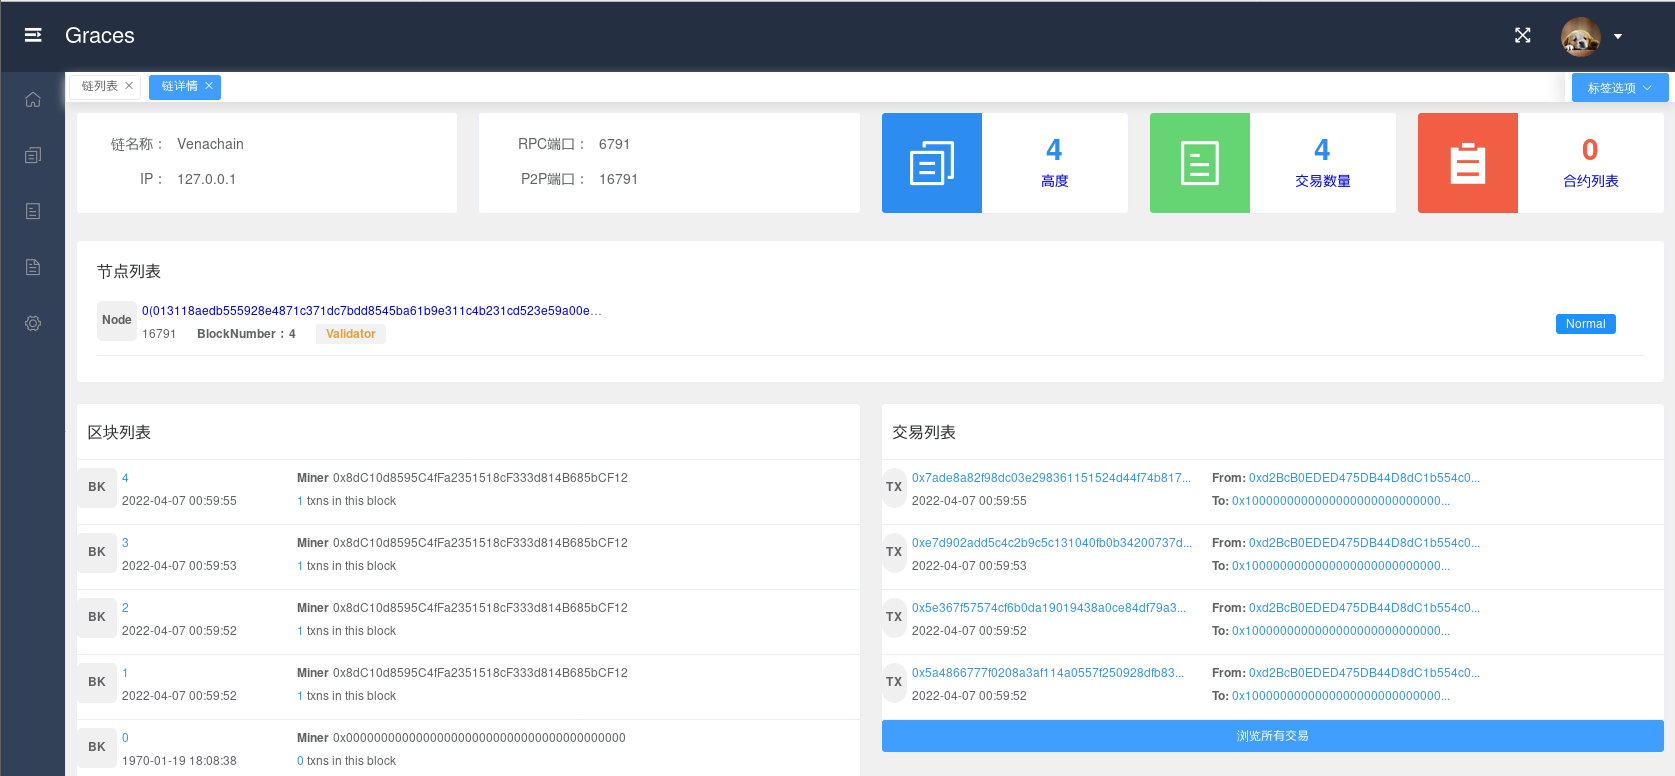 Graces
链列表
链详情
标签选项
链名称： Venachain
IP： 127.0.0.1
RPC端口： 6791
P2P端口： 16791
4
高度
4
交易数量
0
合约列表
节点列表
Node
0(013118aedb555928e4871c371dc7bdd8545ba61b9e311c4b231cd523e59a00e...
16791 BlockNumber：4 Validator
Normal
区块列表
BK
4 Miner 0x8dC10d8595C4fFa2351518cF333d814B685bCF12
2022-04-07 00:59:55 1 txns in this block
BK
3 Miner 0x8dC10d8595C4fFa2351518cF333d814B685bCF12
2022-04-07 00:59:53 1 txns in this block
BK
2 Miner 0x8dC10d8595C4fFa2351518cF333d814B685bCF12
2022-04-07 00:59:52 1 txns in this block
BK
1 Miner 0x8dC10d8595C4fFa2351518cF333d814B685bCF12
2022-04-07 00:59:52 1 txns in this block
BK
0 Miner 0x0000000000000000000000000000000000000000
1970-01-19 18:08:38 0 txns in this block
交易列表
TX
0x7ade8a82f98dc03e298361151524d44f74b817... From: 0xd2BcB0EDED475DB44D8dC1b554c0...
2022-04-07 00:59:55 To: 0x1000000000000000000000000000...
TX
0xe7d902add5c4c2b9c5c131040fb0b34200737d... From: 0xd2BcB0EDED475DB44D8dC1b554c0...
2022-04-07 00:59:53 To: 0x1000000000000000000000000000...
TX
0x5e367f57574cf6b0da19019438a0ce84df79a3... From: 0xd2BcB0EDED475DB44D8dC1b554c0...
2022-04-07 00:59:52 To: 0x1000000000000000000000000000...
TX
0x5a4866777f0208a3af114a0557f250928dfb83... From: 0xd2BcB0EDED475DB44D8dC1b554c0...
2022-04-07 00:59:52 To: 0x1000000000000000000000000000...
浏览所有交易